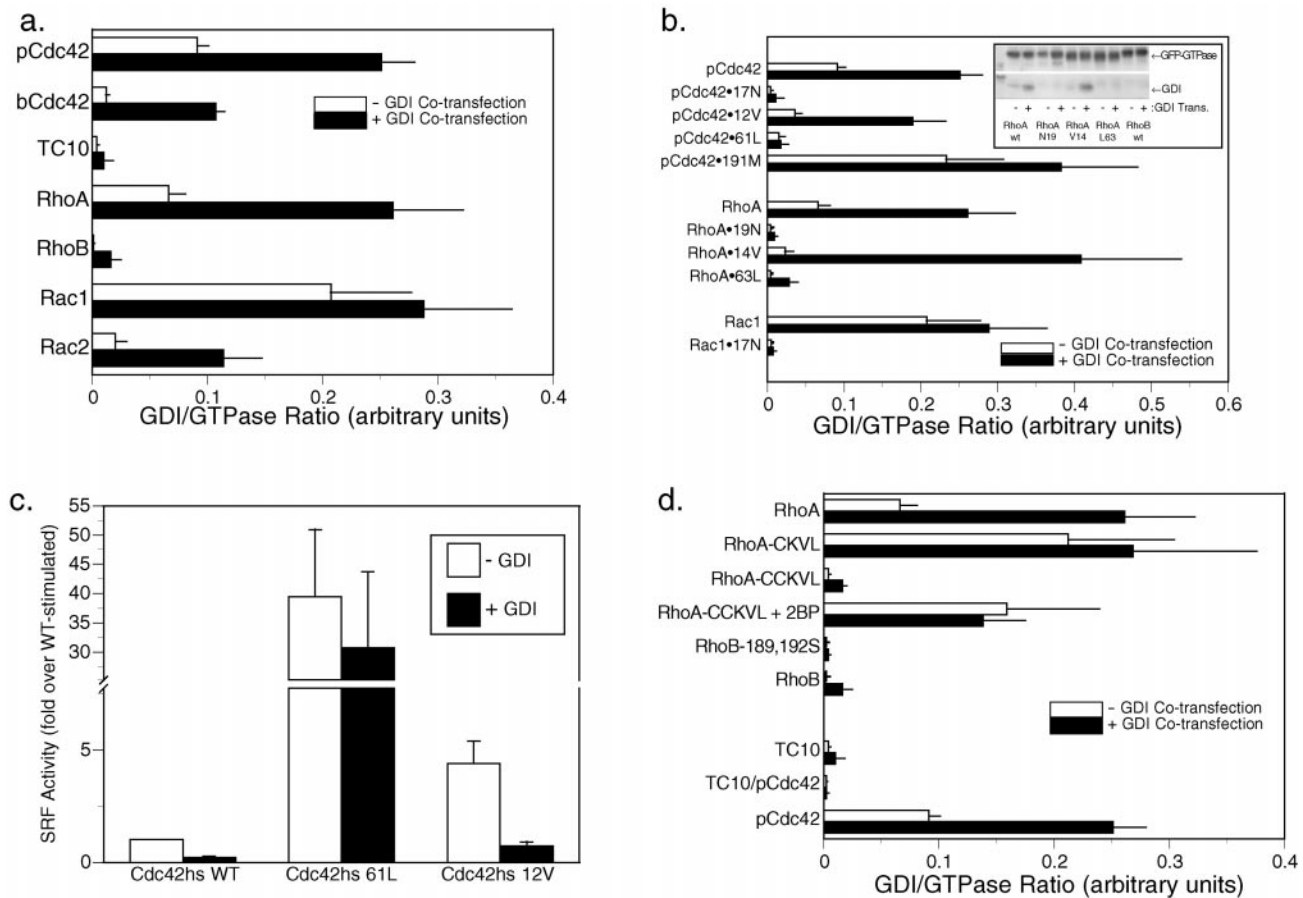 a.
pCdc42
bCdc42
TC10
RhoA
RhoB
Rac1
Rac2
- GDI Co-transfection
+ GDI Co-transfection
0 0.1 0.2 0.3 0.4
GDI/GTPase Ratio (arbitrary units)
b.
pCdc42
pCdc42•17N
pCdc42•12V
pCdc42•61L
pCdc42•191M
RhoA
RhoA•19N
RhoA•14V
RhoA•63L
Rac1
Rac1•17N
←GFP-GTPase
←GDI
- + - + - + - + - + :GDI Trans.
RhoA RhoA RhoA RhoA RhoB
wt N19 V14 L63 wt
- GDI Co-transfection
+ GDI Co-transfection
0 0.1 0.2 0.3 0.4 0.5 0.6
GDI/GTPase Ratio (arbitrary units)
c.
SRF Activity (fold over WT-stimulated)
55
50
45
40
35
30
5
0
- GDI
+ GDI
Cdc42hs WT Cdc42hs 61L Cdc42hs 12V
d.
RhoA
RhoA-CKVL
RhoA-CCKVL
RhoA-CCKVL + 2BP
RhoB-189,192S
RhoB
TC10
TC10/pCdc42
pCdc42
- GDI Co-transfection
+ GDI Co-transfection
0 0.1 0.2 0.3 0.4
GDI/GTPase Ratio (arbitrary units)